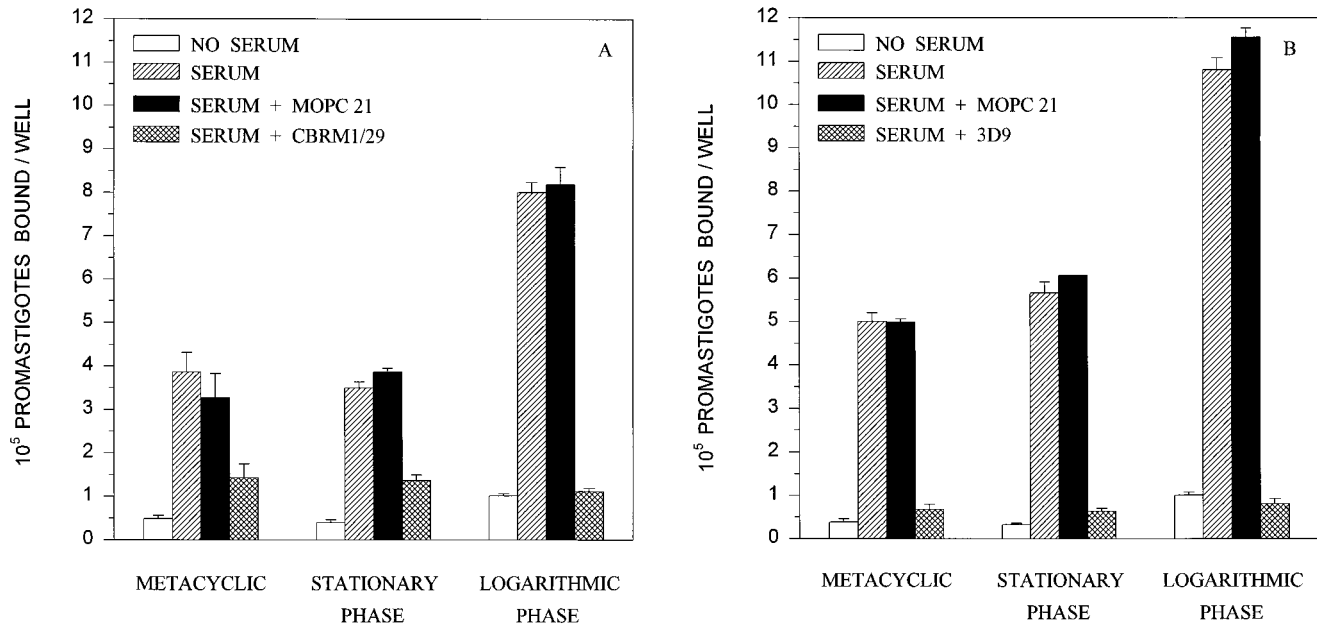 12
11
10
9
8
7
6
5
4
3
2
1
0
10⁵ PROMASTIGOTES BOUND / WELL
NO SERUM
SERUM
SERUM + MOPC 21
SERUM + CBRM1/29
A
METACYCLIC
STATIONARY
PHASE
LOGARITHMIC
PHASE
12
11
10
9
8
7
6
5
4
3
2
1
0
10⁵ PROMASTIGOTES BOUND / WELL
NO SERUM
SERUM
SERUM + MOPC 21
SERUM + 3D9
B
METACYCLIC
STATIONARY
PHASE
LOGARITHMIC
PHASE